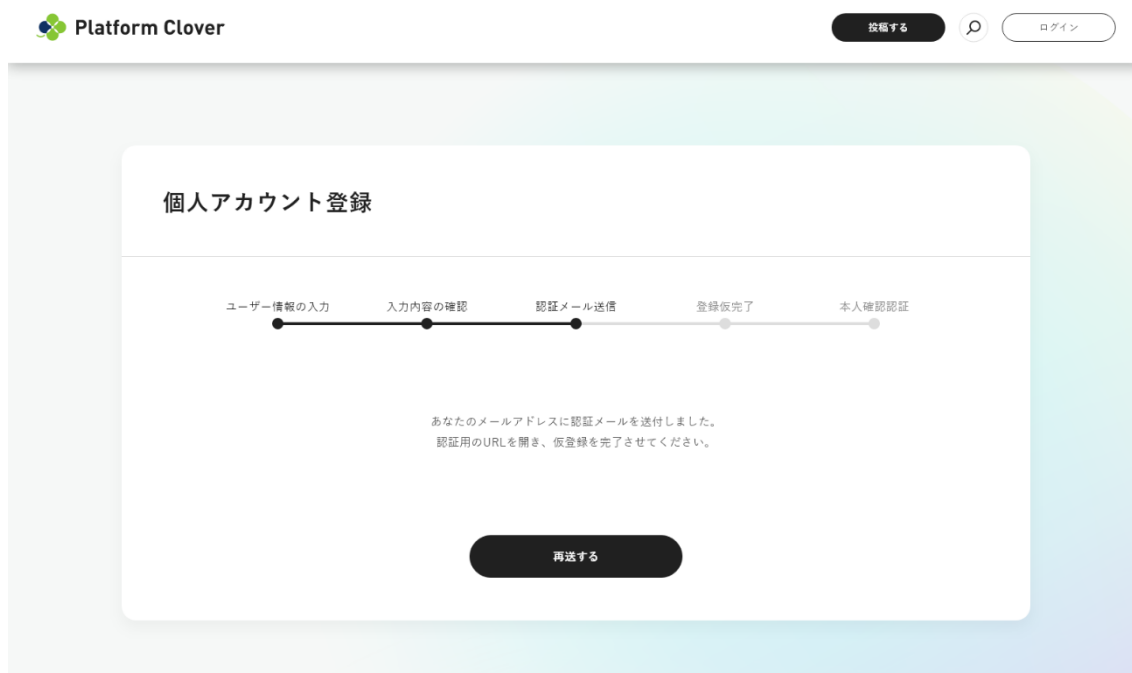 Platform Clover
投稿する
ログイン
個人アカウント登録
ユーザー情報の入力
入力内容の確認
認証メール送信
登録仮完了
本人確認認証
あなたのメールアドレスに認証メールを送付しました。
認証用のURLを開き、仮登録を完了させてください。
再送する